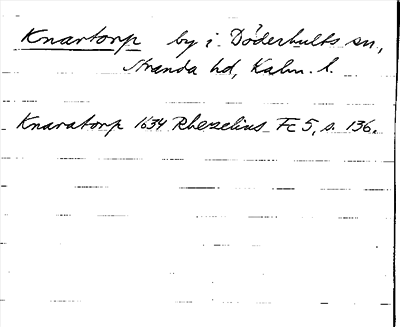 Knartorp by i Döderhults sn,
Stranda hd, Kalm. l.
Knaratorp 1634 Rhezelius Fc 5, s. 136.